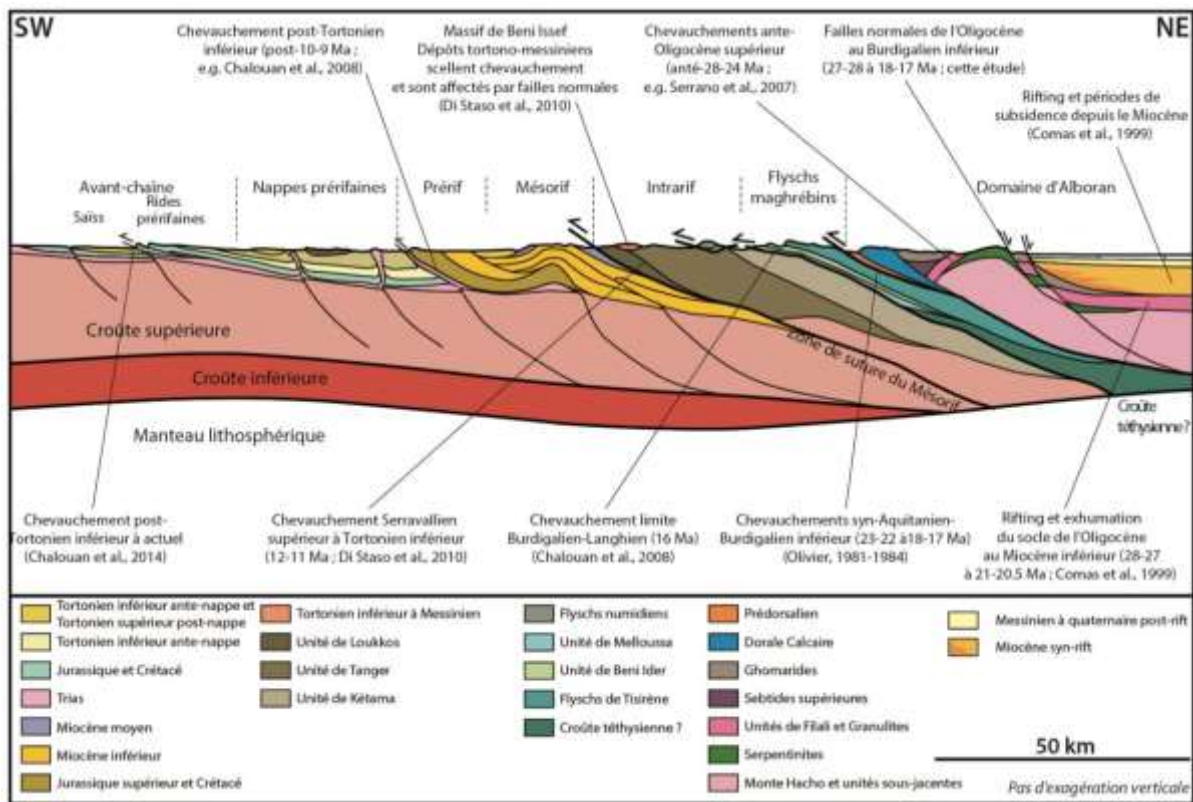 SW
NE
Chevauchement post-Tortonien
inférieur (post-10-9 Ma ;
e.g. Chalouan et al., 2008)
Massif de Beni Issef
Dépôts tortono-messiniens
scellent chevauchement
et sont affectés par failles normales
(Di Staso et al., 2010)
Chevauchements ante-
Oligocène supérieur
(anté-28-24 Ma ;
e.g. Serrano et al., 2007)
Failles normales de l'Oligocène
au Burdigalien inférieur
(27-28 à 18-17 Ma ; cette étude)
Rifting et périodes de
subsidence depuis le Miocène
(Comas et al., 1999)
Avant-chaîne
Saïss
Rides
prérifaines
Nappes prérifaines
Prérif
Mésorif
Intrarif
Flyschs
maghrébins
Domaine d'Alboran
Croûte supérieure
Croûte inférieure
Manteau lithosphérique
Zone de suture du Mésorif
Croûte
téthysienne ?
Chevauchement post-
Tortonien inférieur à actuel
(Chalouan et al., 2014)
Chevauchement Serravallien
supérieur à Tortonien inférieur
(12-11 Ma ; Di Staso et al., 2010)
Chevauchement limite
Burdigalien-Langhien (16 Ma)
(Chalouan et al., 2008)
Chevauchements syn-Aquitanien-
Burdigalien inférieur (23-22 à18-17 Ma)
(Olivier, 1981-1984)
Rifting et exhumation
du socle de l'Oligocène
au Miocène inférieur (28-27
à 21-20.5 Ma ; Comas et al., 1999)
Tortonien inférieur ante-nappe et
Tortonien supérieur post-nappe
Tortonien inférieur ante-nappe
Jurassique et Crétacé
Trias
Miocène moyen
Miocène inférieur
Jurassique supérieur et Crétacé
Tortonien inférieur à Messinien
Unité de Loukkos
Unité de Tanger
Unité de Kétama
Flyschs numidiens
Unité de Melloussa
Unité de Beni Ider
Flyschs de Tisirène
Croûte téthysienne ?
Prédorsalien
Dorale Calcaire
Ghomarides
Sebtides supérieures
Unités de Filali et Granulites
Serpentinites
Monte Hacho et unités sous-jacentes
Messinien à quaternaire post-rift
Miocène syn-rift
50 km
Pas d'exagération verticale